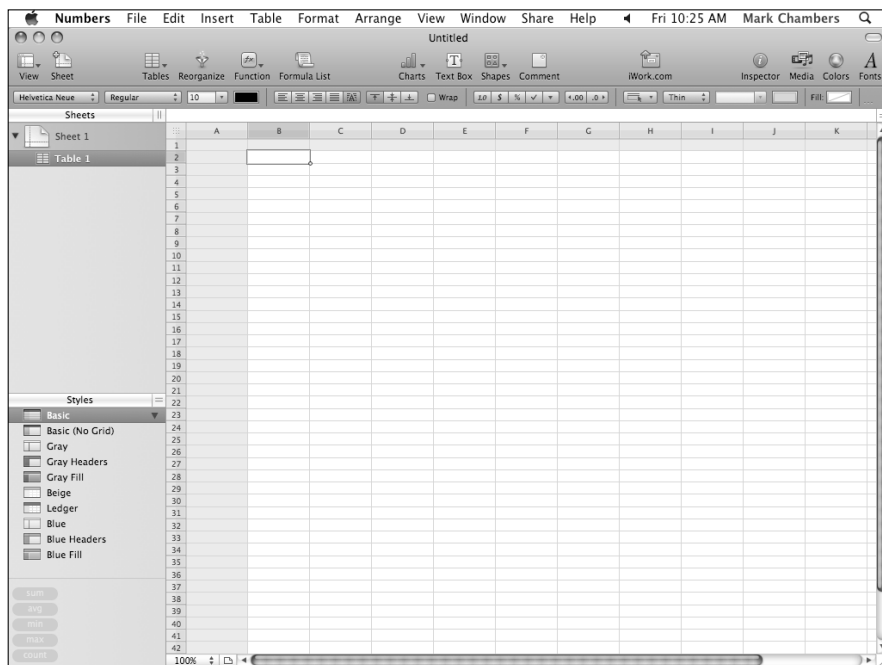 Numbers File Edit Insert Table Format Arrange View Window Share Help Fri 10:25 AM Mark Chambers
Untitled
View Sheet Tables Reorganize Function Formula List Charts Text Box Shapes Comment iWork.com Inspector Media Colors Fonts
Helvetica Neue Regular 10 Wrap 1.0 $ % Thin Fill:
Sheets
Sheet 1
Table 1
A B C D E F G H I J K
1
2
3
4
5
6
7
8
9
10
11
12
13
14
15
16
17
18
19
20
21
22
23
24
25
26
27
28
29
30
31
32
33
34
35
36
37
38
39
40
41
42
Styles
Basic
Basic (No Grid)
Gray
Gray Headers
Gray Fill
Beige
Ledger
Blue
Blue Headers
Blue Fill
sum
avg
min
max
count
100%